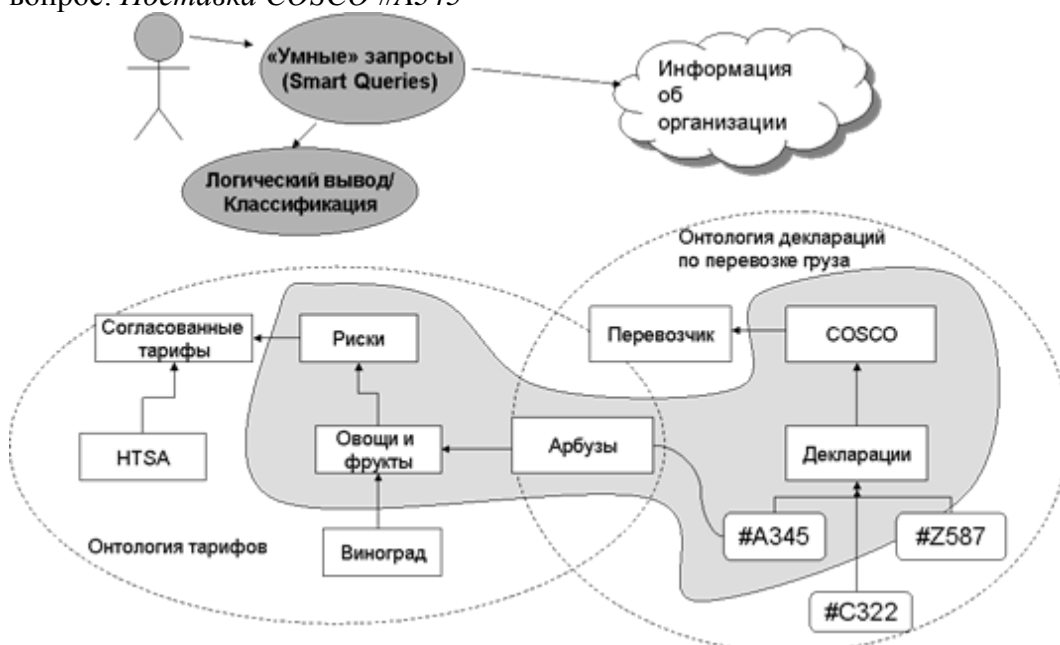 вопрос: Поставка COSCO #A345
«Умные» запросы
(Smart Queries)
Информация
об
организации
Логический вывод/
Классификация
Онтология деклараций
по перевозке груза
Согласованные
тарифы
Риски
Перевозчик
COSCO
HTSA
Овощи и
фрукты
Арбузы
Декларации
Онтология тарифов
Виноград
#A345
#Z587
#C322